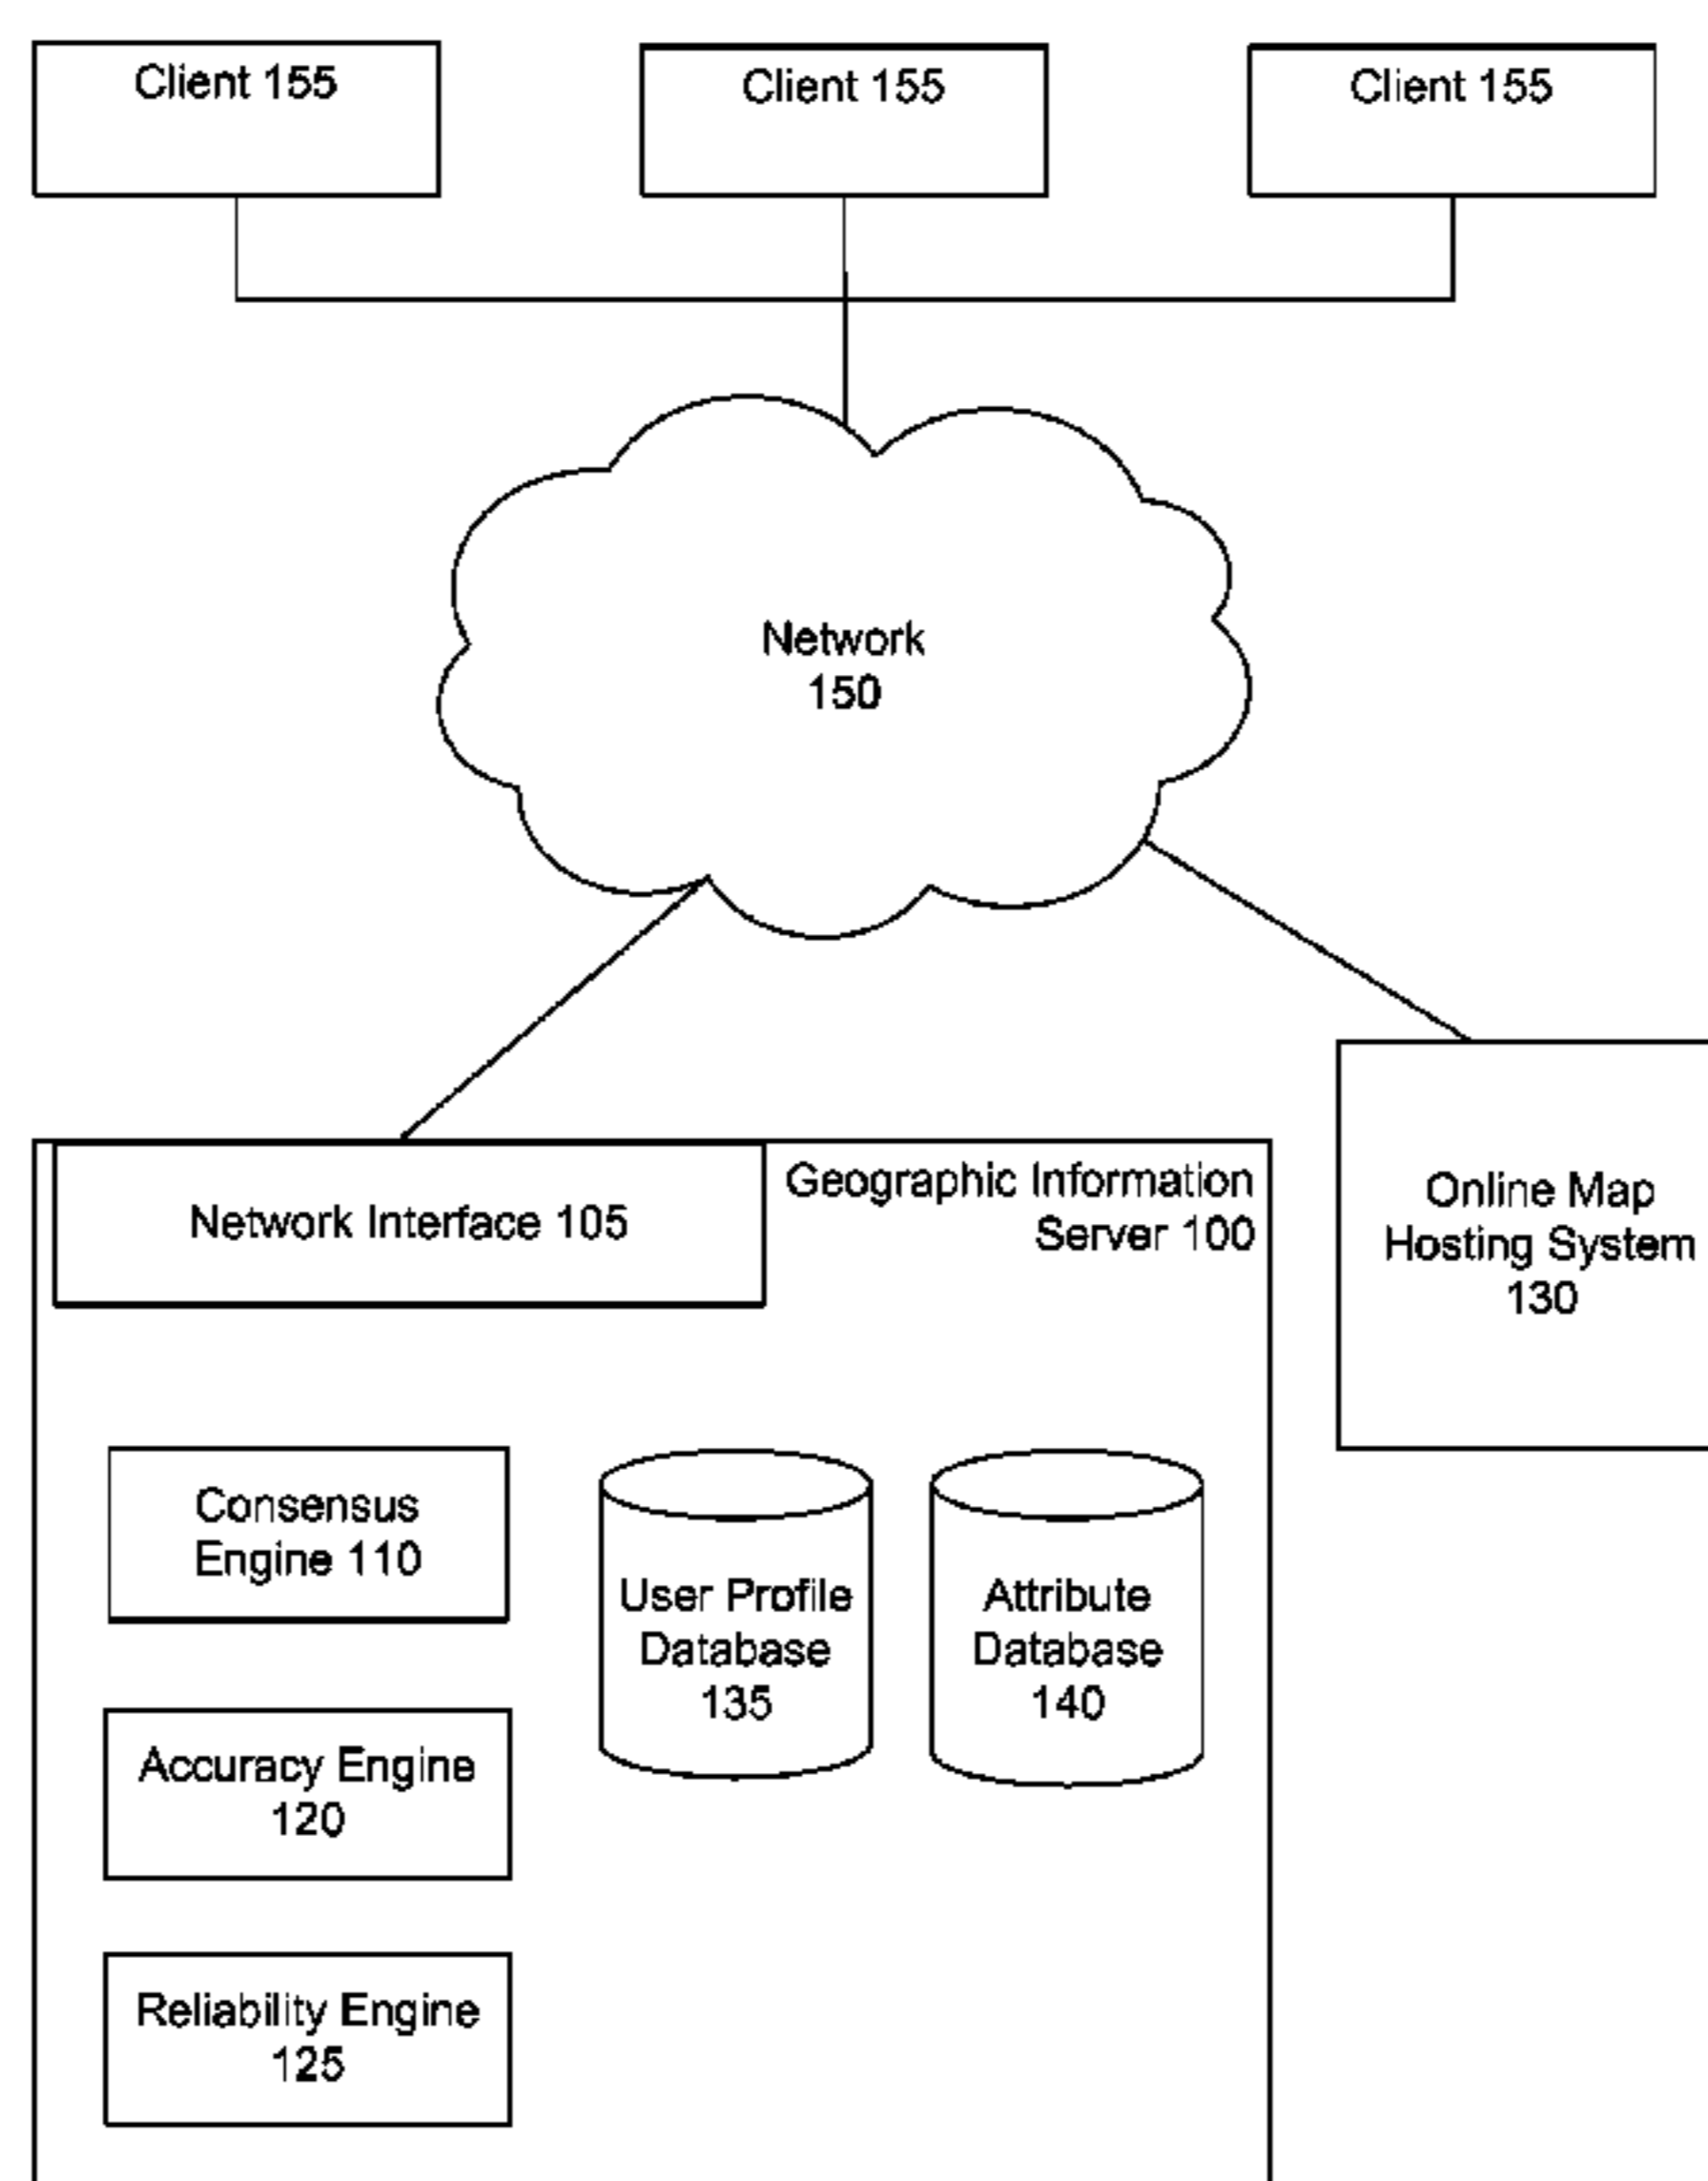 Client 155
Client 155
Client 155
Network
150
Network Interface 105
Geographic Information
Server 100
Online Map
Hosting System
130
Consensus
Engine 110
User Profile
Database
135
Attribute
Database
140
Accuracy Engine
120
Reliability Engine
125